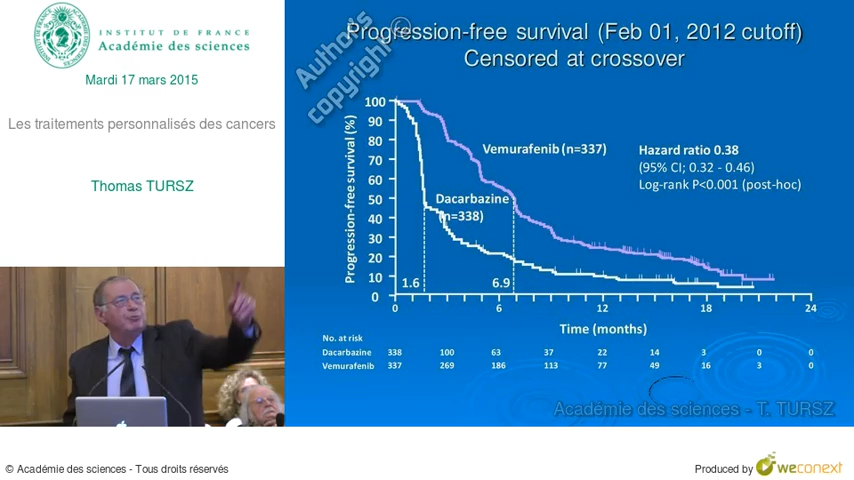 INSTITUT DE FRANCE
Académie des sciences
Mardi 17 mars 2015
Les traitements personnalisés des cancers
Thomas TURSZ
Authors
copyright ©
Progression-free survival (Feb 01, 2012 cutoff)
Censored at crossover
Progression-free survival (%)
100
90
80
70
60
50
40
30
20
10
0
Vemurafenib (n=337)
Hazard ratio 0.38
(95% CI; 0.32 - 0.46)
Log-rank P<0.001 (post-hoc)
Dacarbazine
(n=338)
1.6
6.9
0 6 12 18 24
Time (months)
No. at risk
Dacarbazine 338 100 63 37 22 14 3 0 0
Vemurafenib 337 269 186 113 77 49 16 3 0
Académie des sciences - T. TURSZ
© Académie des sciences - Tous droits réservés
Produced by weconext